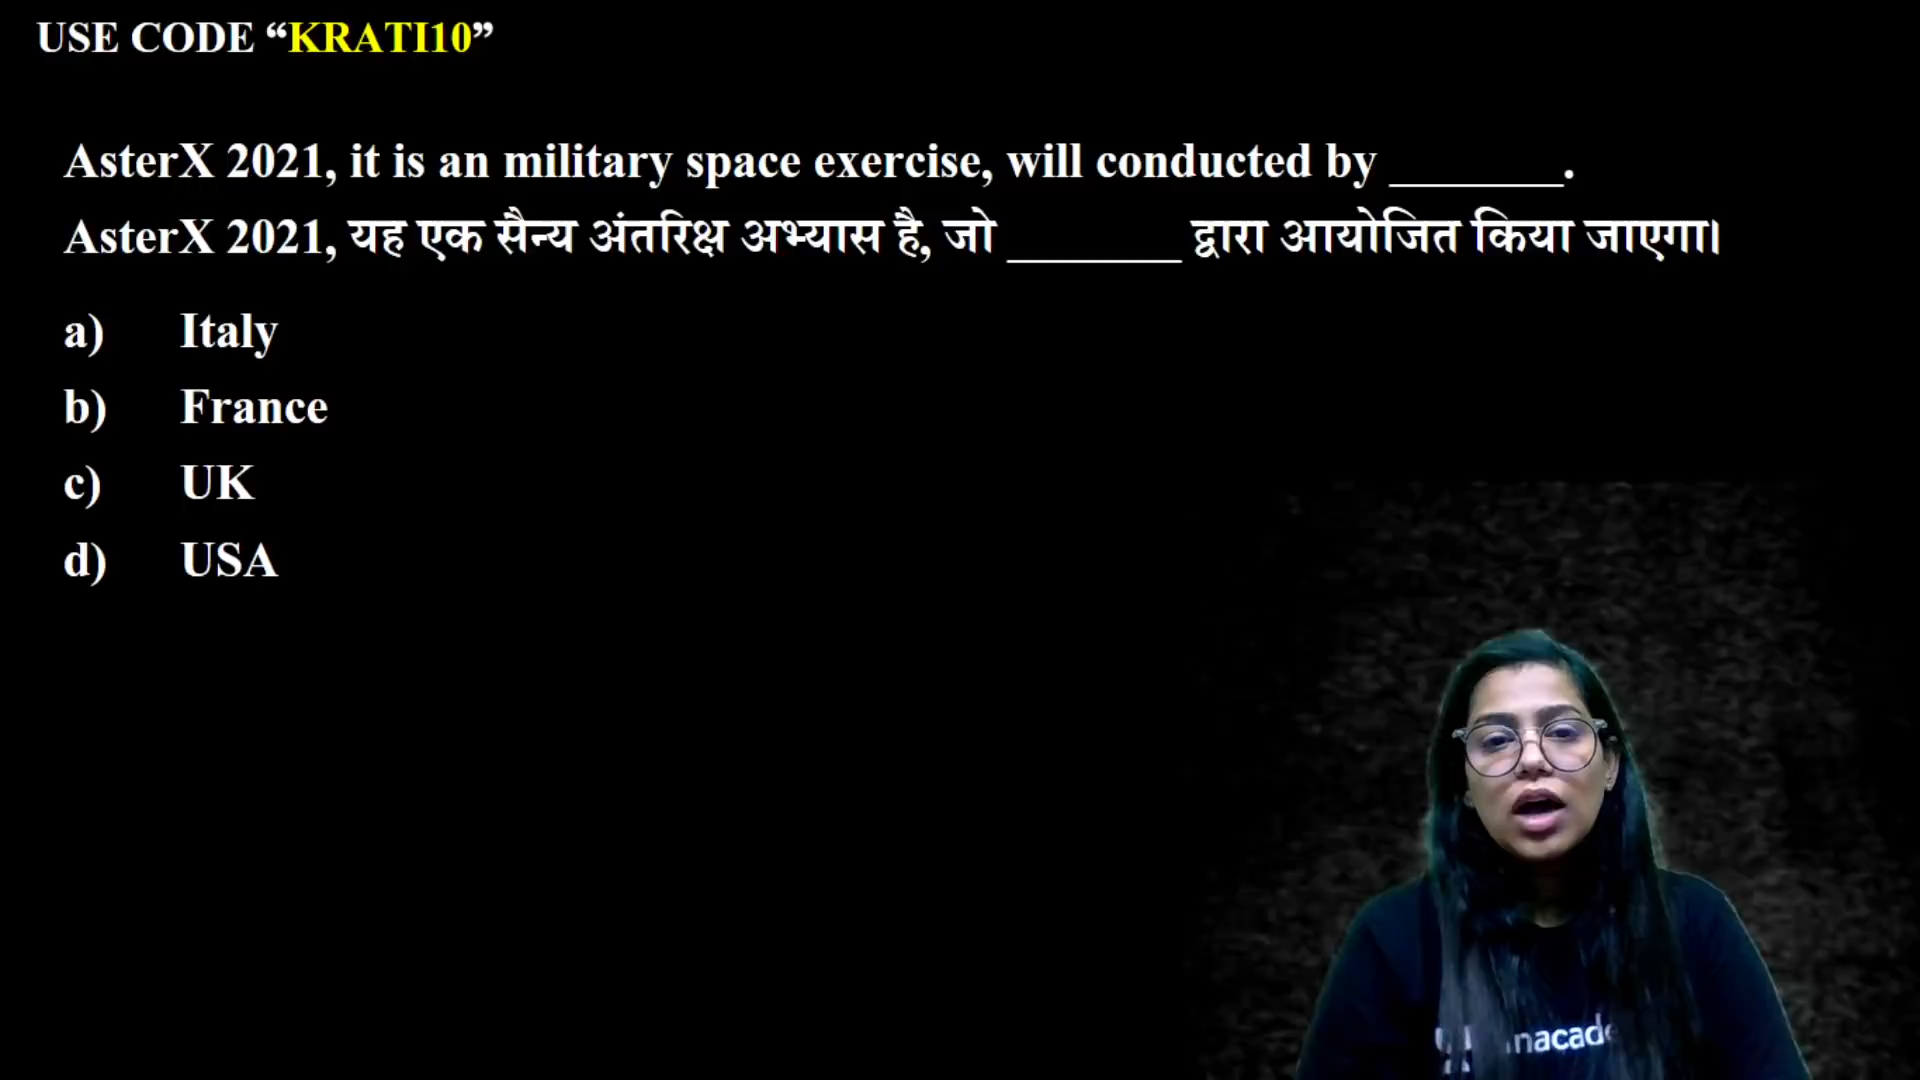 USE CODE “KRATI10”
AsterX 2021, it is an military space exercise, will conducted by _______.
AsterX 2021, यह एक सैन्य अंतरिक्ष अभ्यास है, जो _______ द्वारा आयोजित किया जाएगा।
a) Italy
b) France
c) UK
d) USA